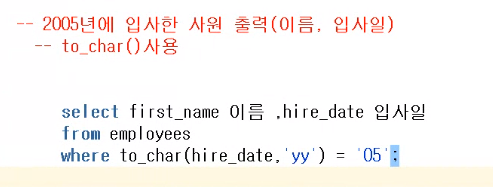 -- 2005년에 입사한 사원 출력(이름, 입사일)
-- to_char()사용
select first_name 이름 ,hire_date 입사일
from employees
where to_char(hire_date,'yy') = '05';